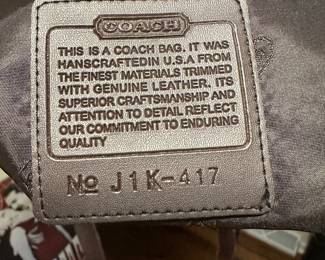 COACH
THIS IS A COACH BAG. IT WAS
HANSCRAFTEDIN U.S.A FROM
THE FINEST MATERIALS TRIMMED
WITH GENUINE LEATHER. ITS
SUPERIOR CRAFTSMANSHIP AND
ATTENTION TO DETAIL REFLECT
OUR COMMITMENT TO ENDURING
QUALITY
No J1K-417